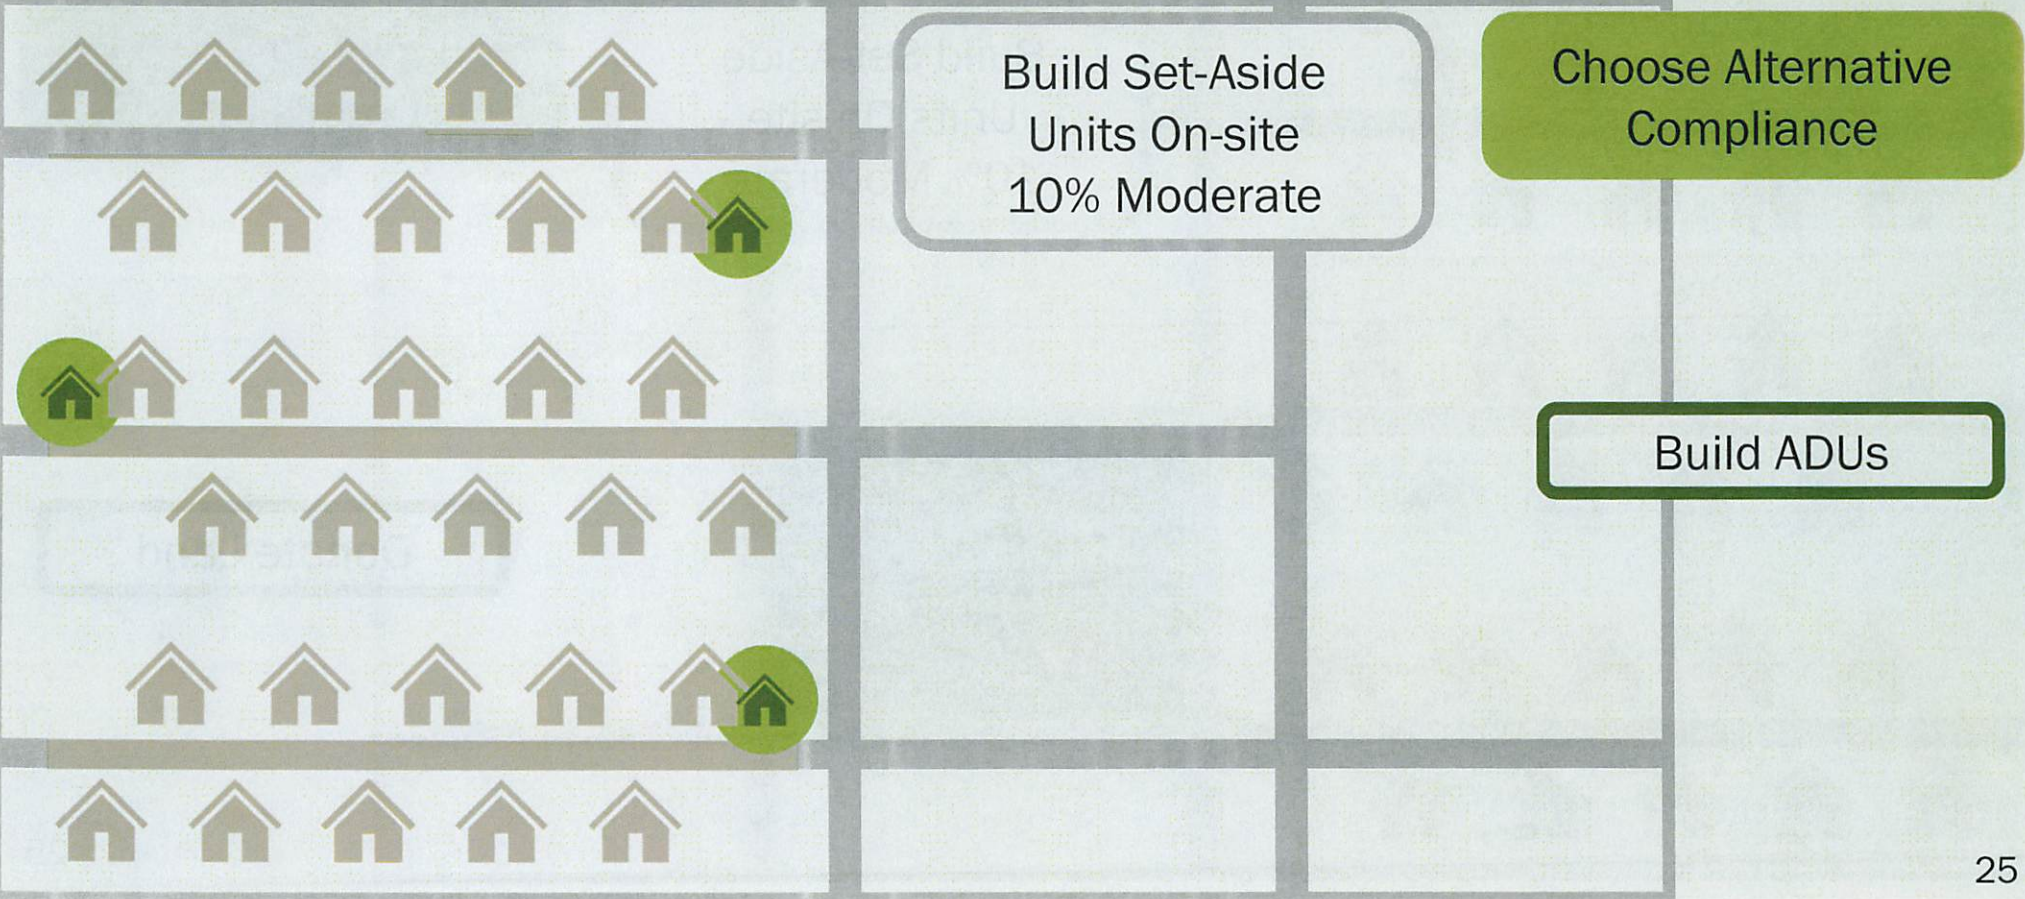 Build Set-Aside
Units On-site
10% Moderate
Choose Alternative
Compliance
Build ADUs
25